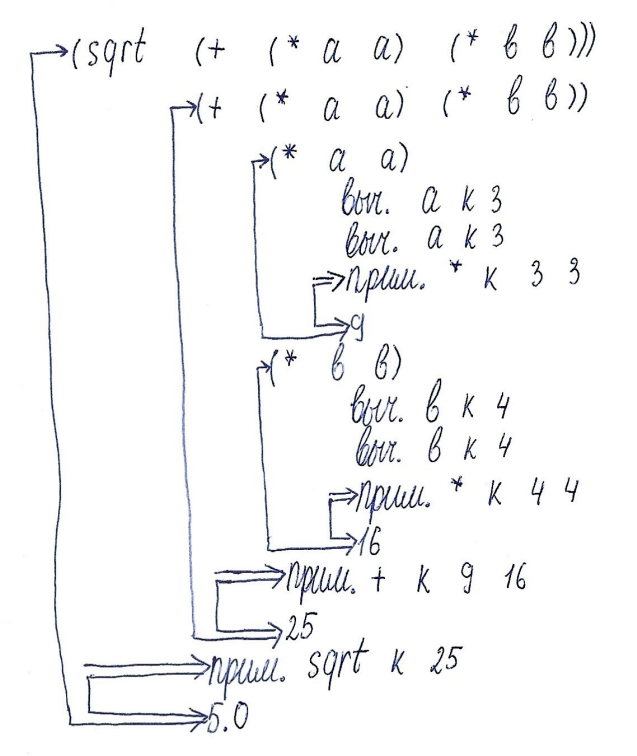 (sqrt (+ (* a a) (* в в)))
(+ (* a a) (* в в))
(* a a)
выч. a к 3
выч. a к 3
прим. * к 3 3
9
(* в в)
выч. в к 4
выч. в к 4
прим. * к 4 4
16
прим. + к 9 16
25
прим. sqrt к 25
5.0